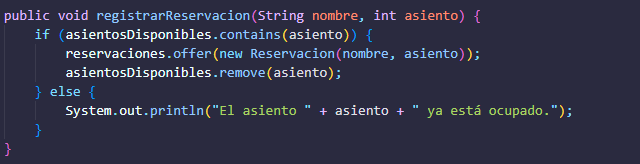 public void registrarReservacion(String nombre, int asiento) {
    if (asientosDisponibles.contains(asiento)) {
        reservaciones.offer(new Reservacion(nombre, asiento));
        asientosDisponibles.remove(asiento);
    } else {
        System.out.println("El asiento " + asiento + " ya está ocupado.");
    }
}